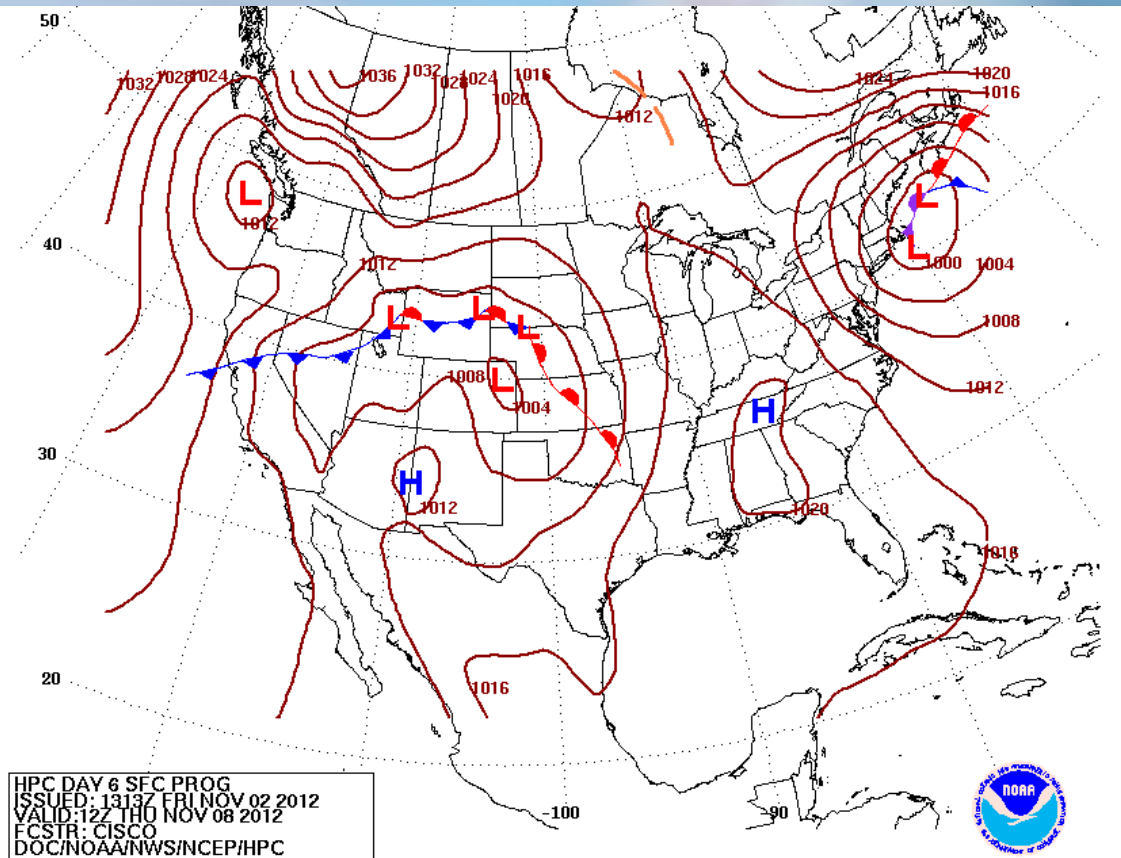 50
1032
1028
1024
1036
1032
1028
1024
1020
1016
1012
1024
1020
1016
L
1012
40
L
L
1000
1004
1008
1012
1012
L
L
L
1008
L
1004
H
30
H
1012
1020
1016
20
1016
-100
-90
HPC DAY 6 SFC PROG
ISSUED: 1313Z FRI NOV 02 2012
VALID:12Z THU NOV 08 2012
FCSTR: CISCO
DOC/NOAA/NWS/NCEP/HPC
NOAA